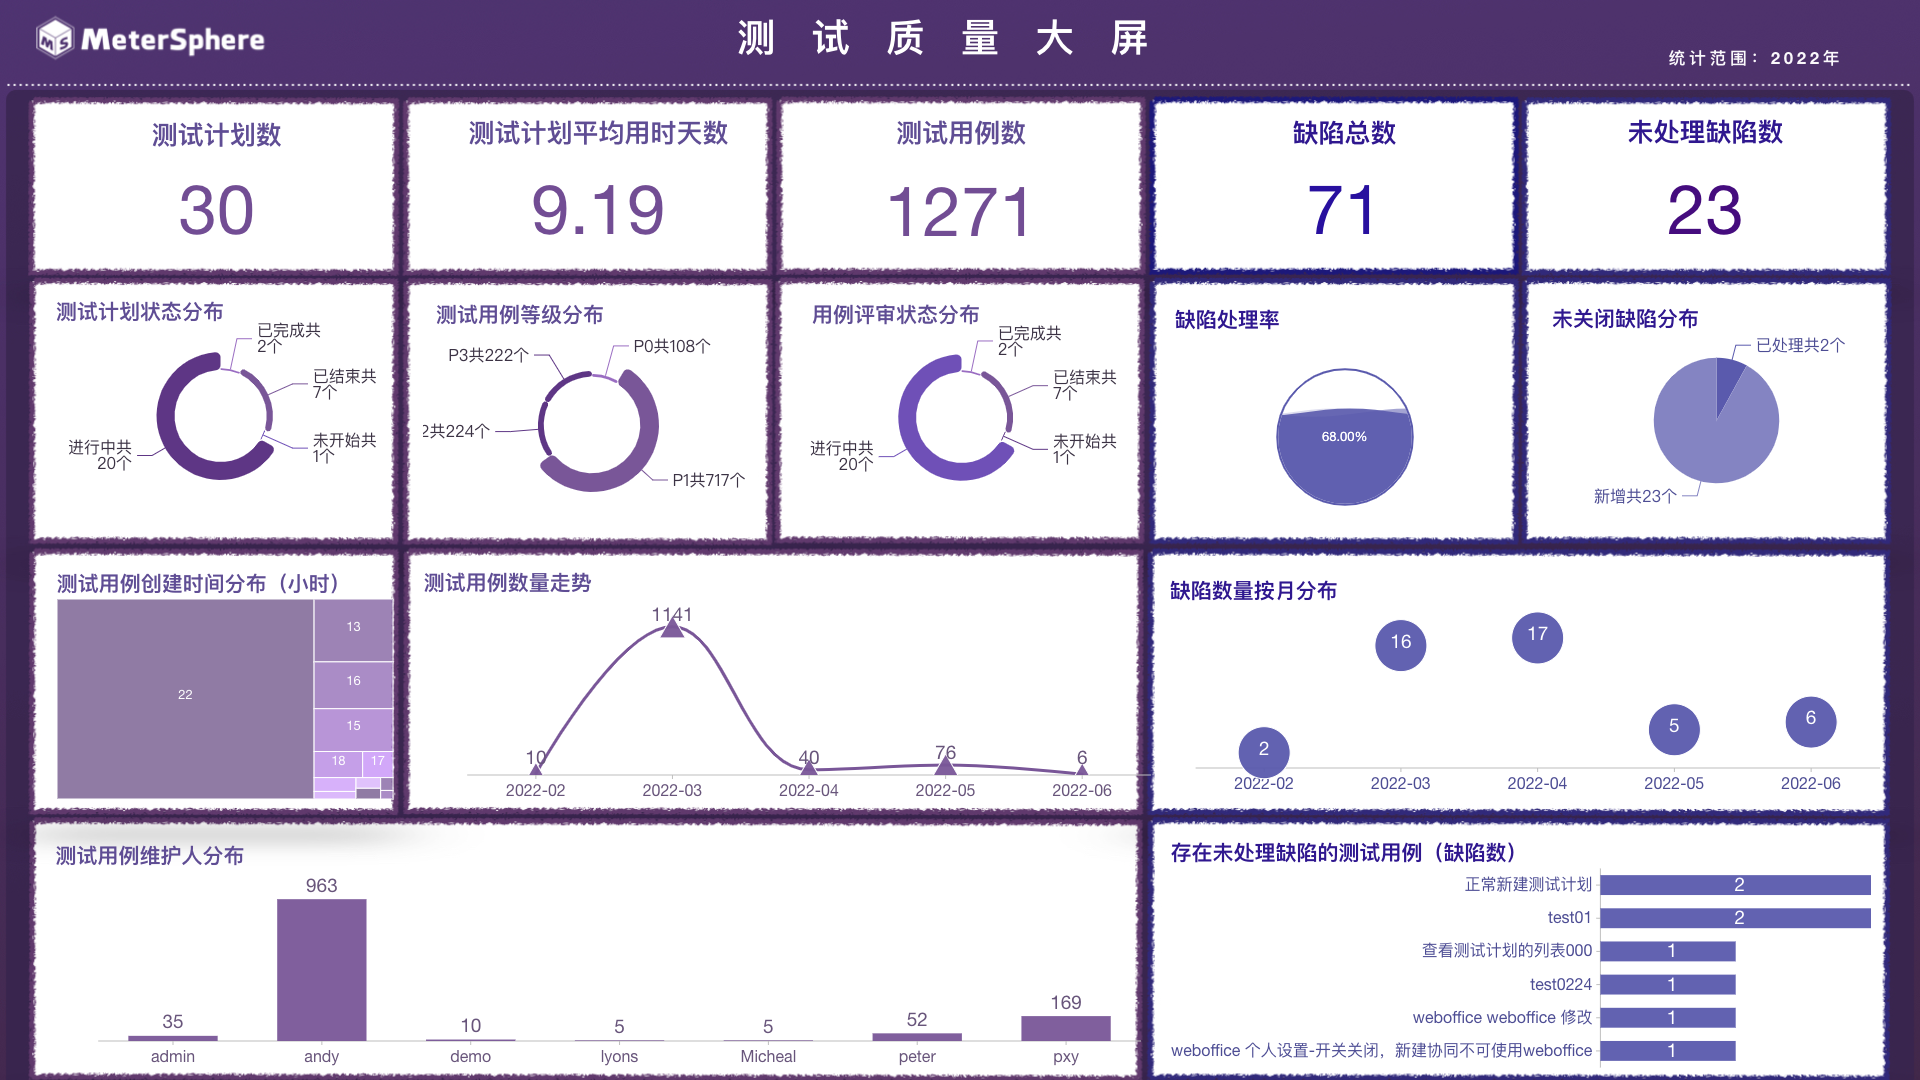 MeterSphere
测试质量大屏
统计范围：2022年
测试计划数
30
测试计划平均用时天数
9.19
测试用例数
1271
缺陷总数
71
未处理缺陷数
23
测试计划状态分布
已完成共
2个
已结束共
7个
未开始共
1个
进行中共
20个
测试用例等级分布
P3共222个
P0共108个
2共224个
P1共717个
用例评审状态分布
已完成共
2个
已结束共
7个
未开始共
1个
进行中共
20个
缺陷处理率
68.00%
未关闭缺陷分布
已处理共2个
新增共23个
测试用例创建时间分布（小时）
22
13
16
15
18
17
测试用例数量走势
1141
10
40
76
6
2022-02
2022-03
2022-04
2022-05
2022-06
缺陷数量按月分布
2
16
17
5
6
2022-02
2022-03
2022-04
2022-05
2022-06
测试用例维护人分布
35
963
10
5
5
52
169
admin
andy
demo
lyons
Micheal
peter
pxy
存在未处理缺陷的测试用例（缺陷数）
正常新建测试计划
2
test01
2
查看测试计划的列表000
1
test0224
1
weboffice weboffice 修改
1
weboffice 个人设置-开关关闭，新建协同不可使用weboffice
1